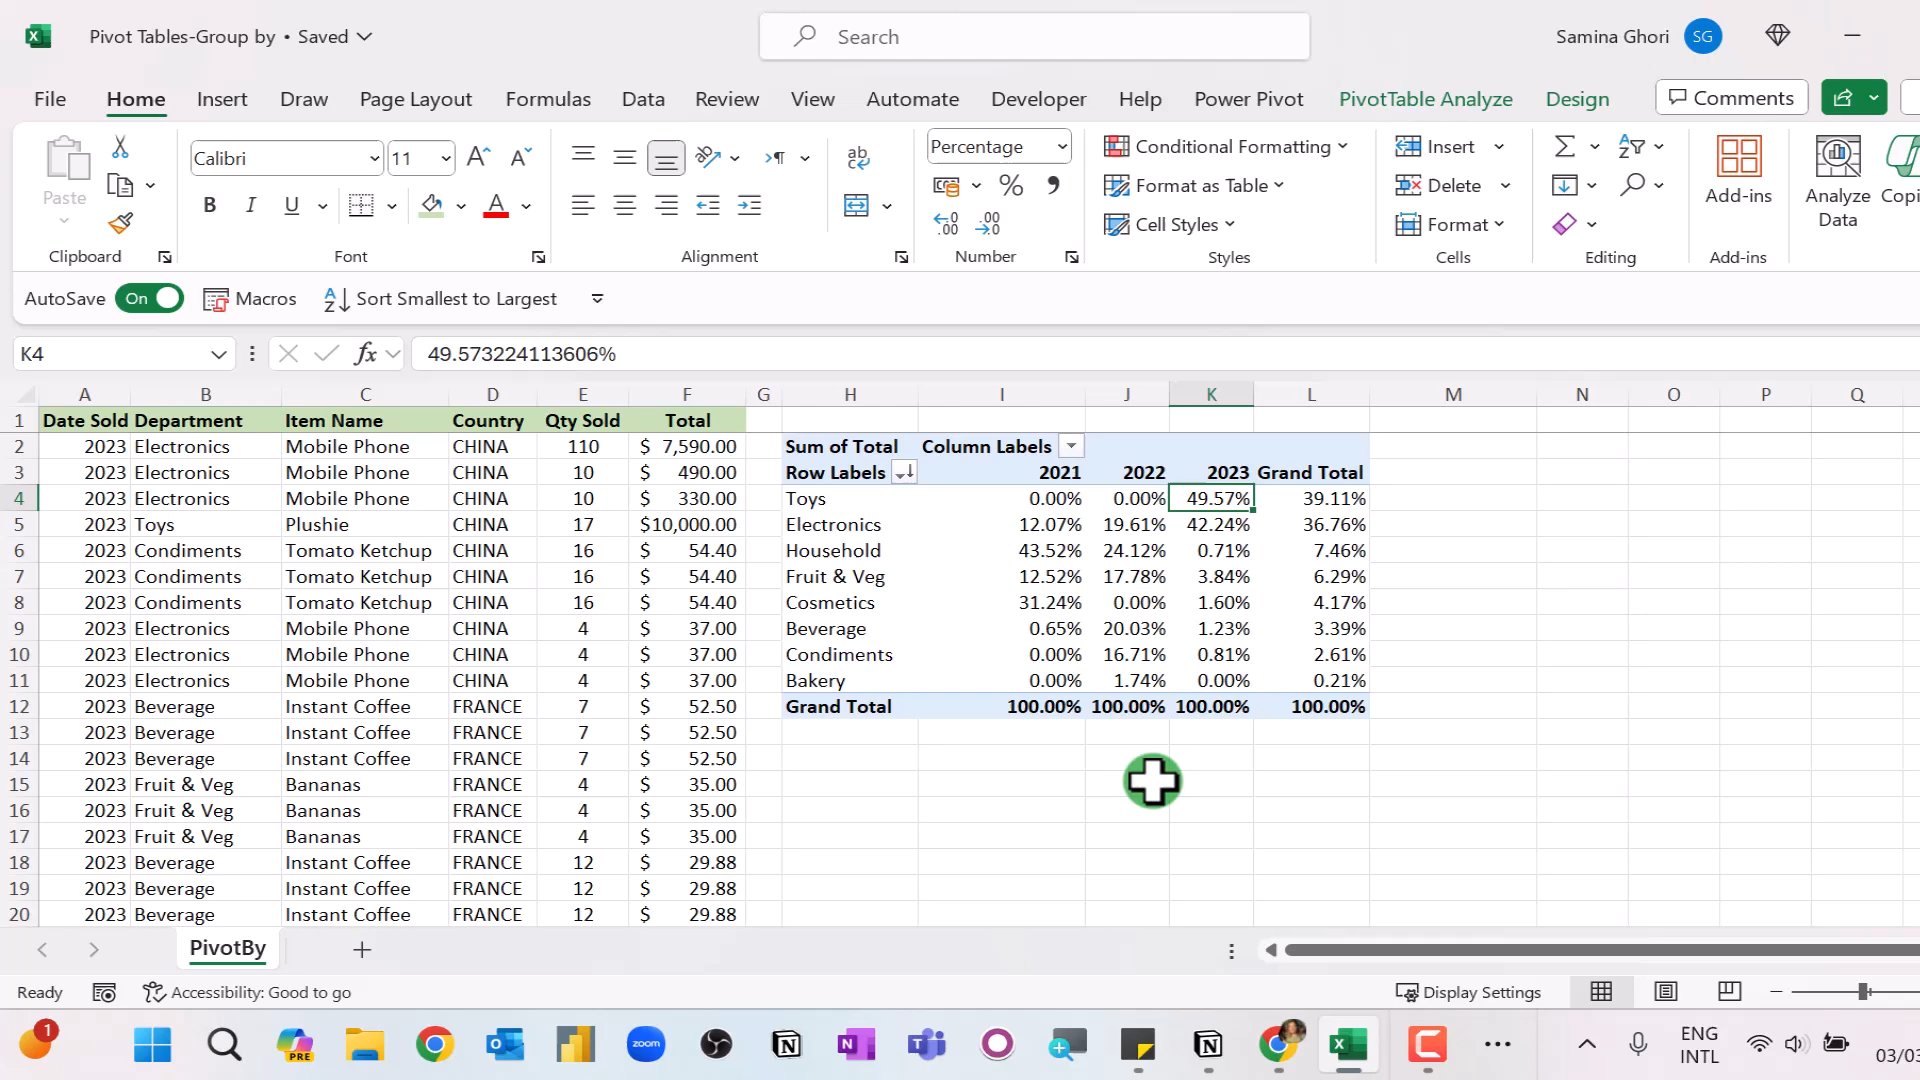 Pivot Tables-Group by • Saved
Search
Samina Ghori SG
File Home Insert Draw Page Layout Formulas Data Review View Automate Developer Help Power Pivot PivotTable Analyze Design Comments
Paste
Calibri 11
B I U A
ab
Percentage
% 9
Conditional Formatting
Format as Table
Cell Styles
Insert
Delete
Format
Add-ins
Analyze Data
Clipboard Font Alignment Number Styles Cells Editing Add-ins
AutoSave On Macros Sort Smallest to Largest
K4 fx 49.573224113606%
A B C D E F G H I J K L M N O P Q
1 Date Sold Department Item Name Country Qty Sold Total
2 2023 Electronics Mobile Phone CHINA 110 $ 7,590.00 Sum of Total Column Labels
3 2023 Electronics Mobile Phone CHINA 10 $ 490.00 Row Labels 2021 2022 2023 Grand Total
4 2023 Electronics Mobile Phone CHINA 10 $ 330.00 Toys 0.00% 0.00% 49.57% 39.11%
5 2023 Toys Plushie CHINA 17 $10,000.00 Electronics 12.07% 19.61% 42.24% 36.76%
6 2023 Condiments Tomato Ketchup CHINA 16 $ 54.40 Household 43.52% 24.12% 0.71% 7.46%
7 2023 Condiments Tomato Ketchup CHINA 16 $ 54.40 Fruit & Veg 12.52% 17.78% 3.84% 6.29%
8 2023 Condiments Tomato Ketchup CHINA 16 $ 54.40 Cosmetics 31.24% 0.00% 1.60% 4.17%
9 2023 Electronics Mobile Phone CHINA 4 $ 37.00 Beverage 0.65% 20.03% 1.23% 3.39%
10 2023 Electronics Mobile Phone CHINA 4 $ 37.00 Condiments 0.00% 16.71% 0.81% 2.61%
11 2023 Electronics Mobile Phone CHINA 4 $ 37.00 Bakery 0.00% 1.74% 0.00% 0.21%
12 2023 Beverage Instant Coffee FRANCE 7 $ 52.50 Grand Total 100.00% 100.00% 100.00% 100.00%
13 2023 Beverage Instant Coffee FRANCE 7 $ 52.50
14 2023 Beverage Instant Coffee FRANCE 7 $ 52.50
15 2023 Fruit & Veg Bananas FRANCE 4 $ 35.00
16 2023 Fruit & Veg Bananas FRANCE 4 $ 35.00
17 2023 Fruit & Veg Bananas FRANCE 4 $ 35.00
18 2023 Beverage Instant Coffee FRANCE 12 $ 29.88
19 2023 Beverage Instant Coffee FRANCE 12 $ 29.88
20 2023 Beverage Instant Coffee FRANCE 12 $ 29.88
PivotBy
Ready Accessibility: Good to go Display Settings
1 PRE zoom ENG
INTL